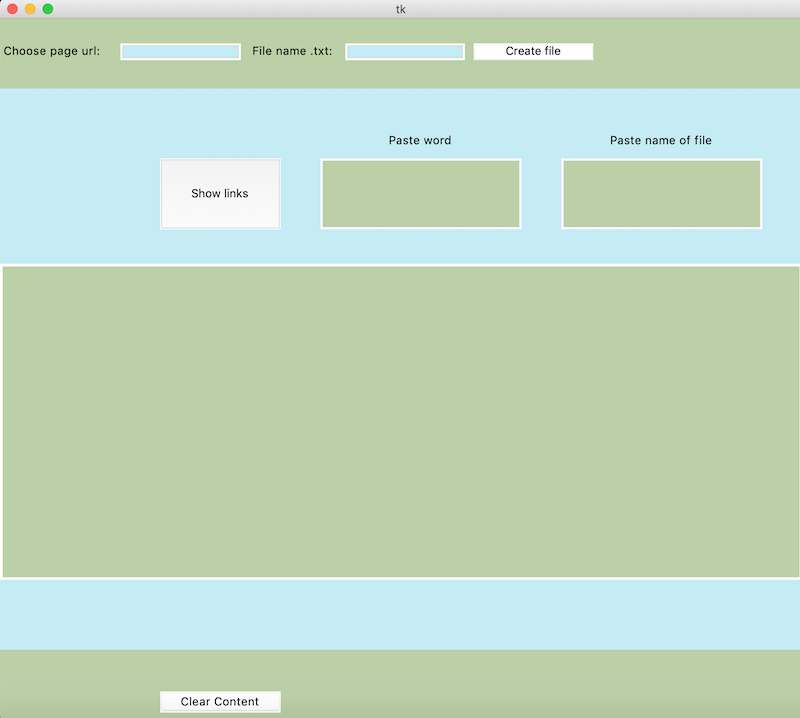 tk
Choose page url: File name .txt: Create file
Paste word Paste name of file
Show links
Clear Content